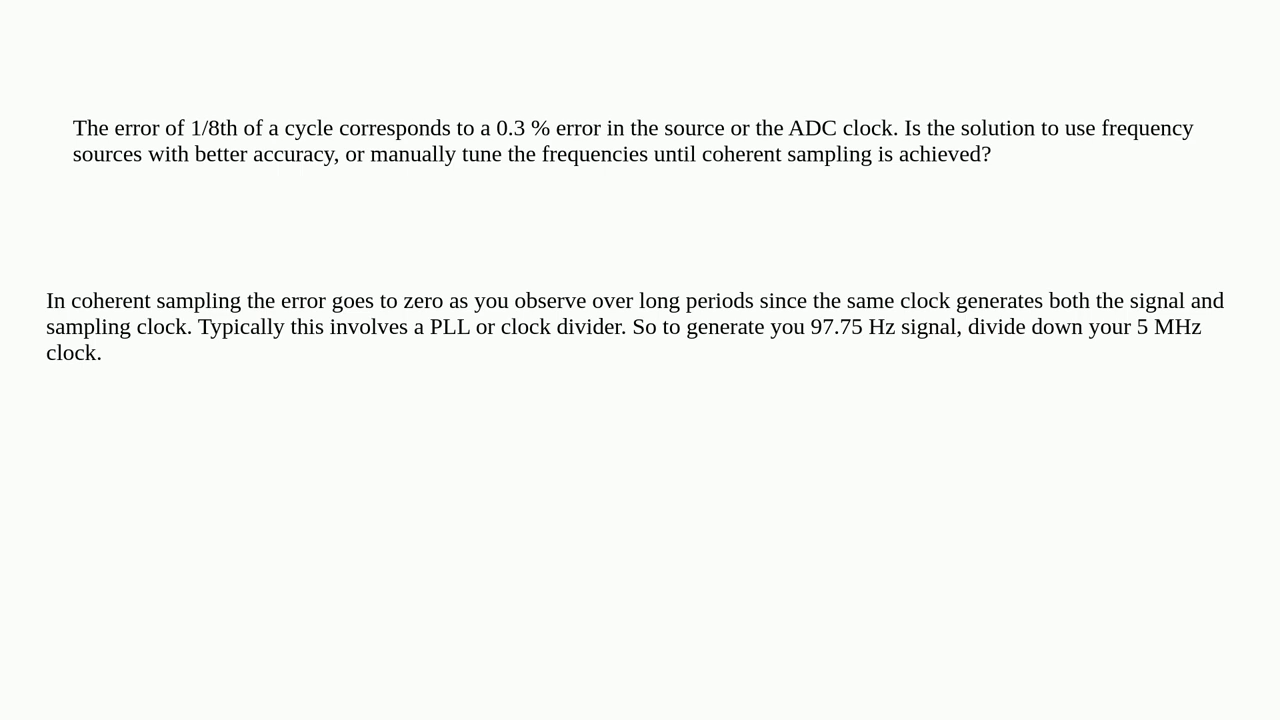 The error of 1/8th of a cycle corresponds to a 0.3 % error in the source or the ADC clock. Is the solution to use frequency
sources with better accuracy, or manually tune the frequencies until coherent sampling is achieved?
In coherent sampling the error goes to zero as you observe over long periods since the same clock generates both the signal and
sampling clock. Typically this involves a PLL or clock divider. So to generate you 97.75 Hz signal, divide down your 5 MHz
clock.